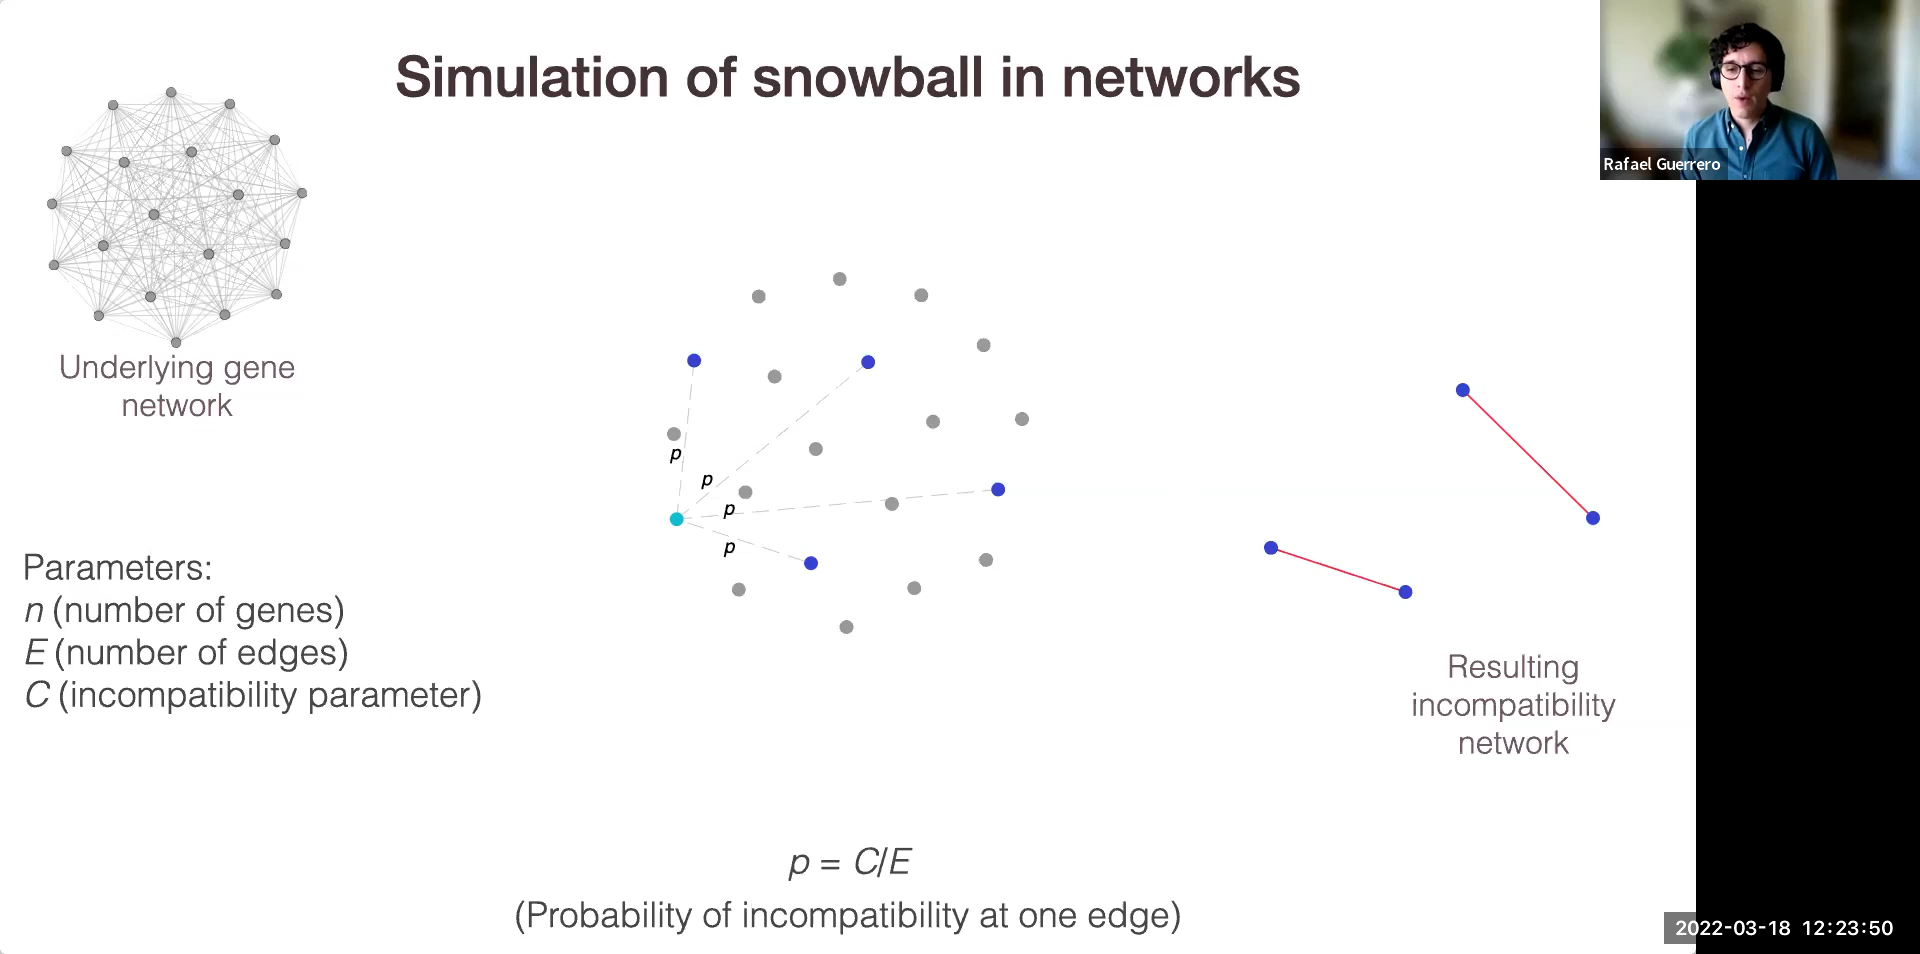 Simulation of snowball in networks
Rafael Guerrero
Underlying gene
network
p
p
p
p
Parameters:
n (number of genes)
E (number of edges)
C (incompatibility parameter)
Resulting
incompatibility
network
p = C/E
(Probability of incompatibility at one edge)
2022-03-18 12:23:50